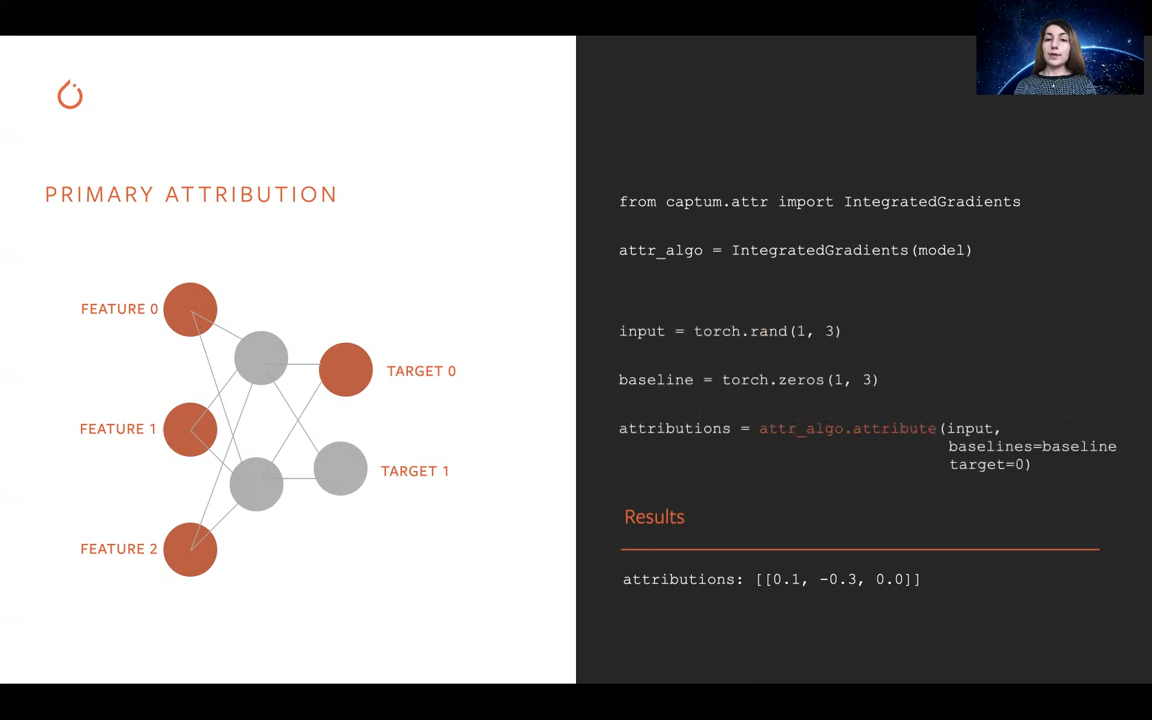 PRIMARY ATTRIBUTION
FEATURE 0
FEATURE 1
FEATURE 2
TARGET 0
TARGET 1
from captum.attr import IntegratedGradients
attr_algo = IntegratedGradients(model)
input = torch.rand(1, 3)
baseline = torch.zeros(1, 3)
attributions = attr_algo.attribute(input,
baselines=baseline
target=0)
Results
attributions: [[0.1, -0.3, 0.0]]